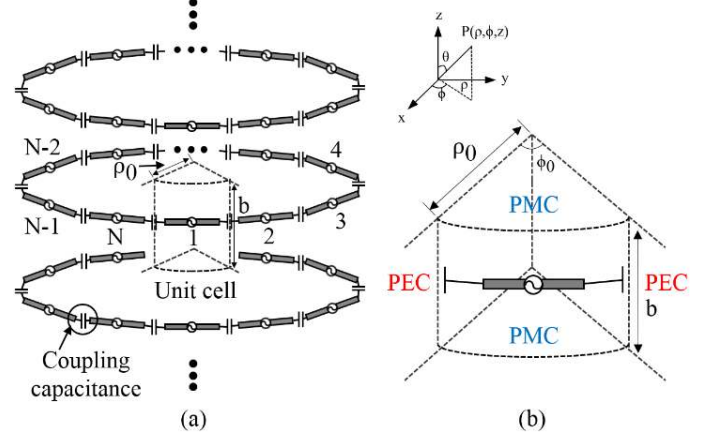 z
P(ρ,ϕ,z)
θ
y
ρ
ϕ
x
N-2
4
ρ0
N-1
b
3
N
1
2
Unit cell
Coupling
capacitance
(a)
ρ0
ϕ0
PMC
PEC
PEC
b
PMC
(b)